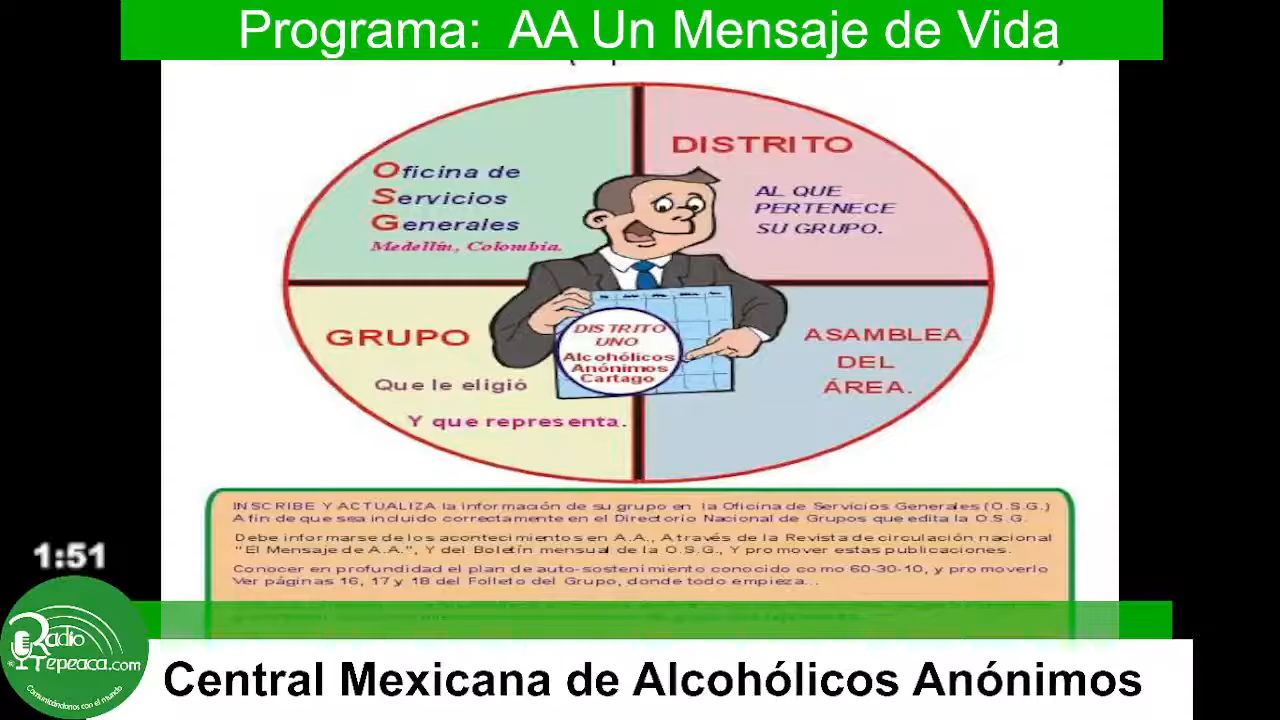 Programa: AA Un Mensaje de Vida
Oficina de
Servicios
Generales
Medellín, Colombia.
DISTRITO
AL QUE
PERTENECE
SU GRUPO.
DISTRITO
UNO
Alcohólicos
Anónimos
Cartago
GRUPO
Que le eligió
Y que representa.
ASAMBLEA
DEL
ÁREA.
INSCRIBE Y ACTUALIZA la información de su grupo en la Oficina de Servicios Generales (O.S.G.)
A fin de que sea incluido correctamente en el Directorio Nacional de Grupos que edita la O.S.G.
Debe informarse de los acontecimientos en A.A., A través de la Revista de circulación nacional
"El Mensaje de A.A.", Y del Boletín mensual de la O.S.G., Y promover estas publicaciones.
Conocer en profundidad el plan de auto-sostenimiento conocido como 60-30-10, y promoverlo
Ver páginas 16, 17 y 18 del Folleto del Grupo, donde todo empieza...
1:51
Radio
Tepeaca.com
Comunicándonos con el mundo
Central Mexicana de Alcohólicos Anónimos